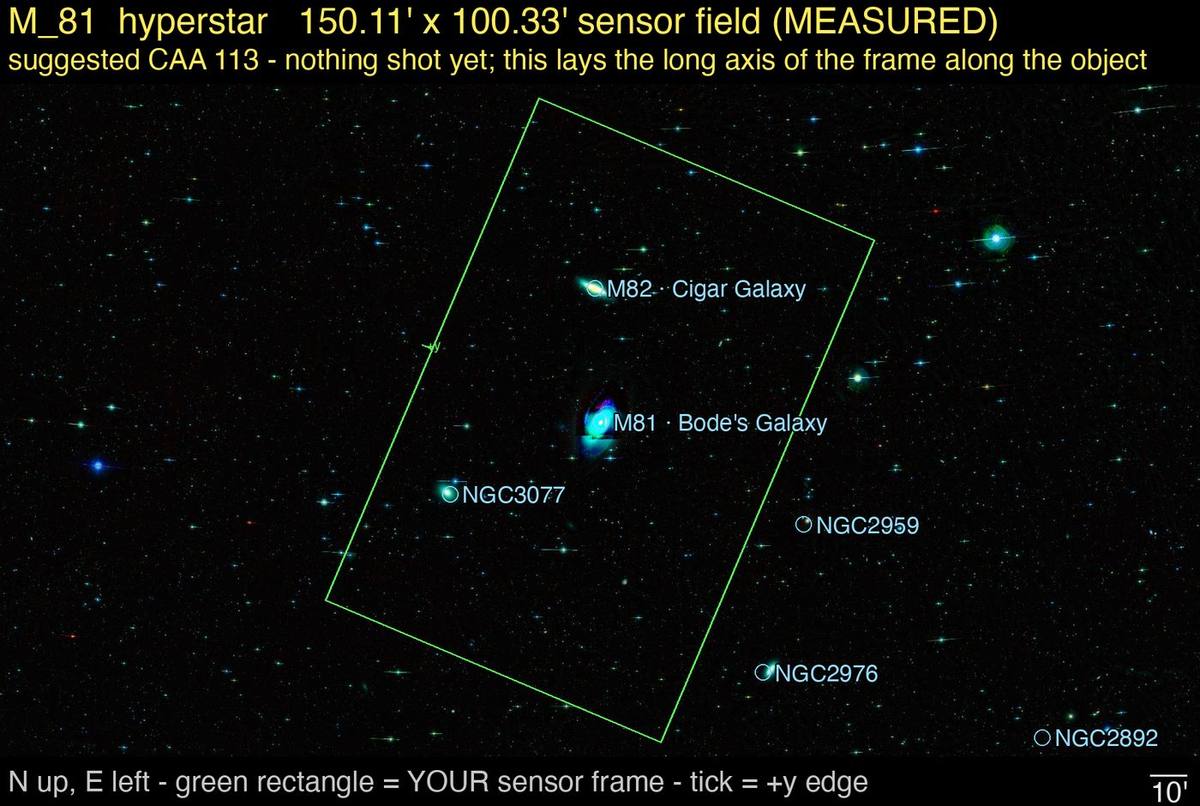 M_81 hyperstar 150.11' x 100.33' sensor field (MEASURED)
suggested CAA 113 - nothing shot yet; this lays the long axis of the frame along the object
M82 · Cigar Galaxy
+y
M81 · Bode's Galaxy
NGC3077
NGC2959
NGC2976
NGC2892
N up, E left - green rectangle = YOUR sensor frame - tick = +y edge
10'